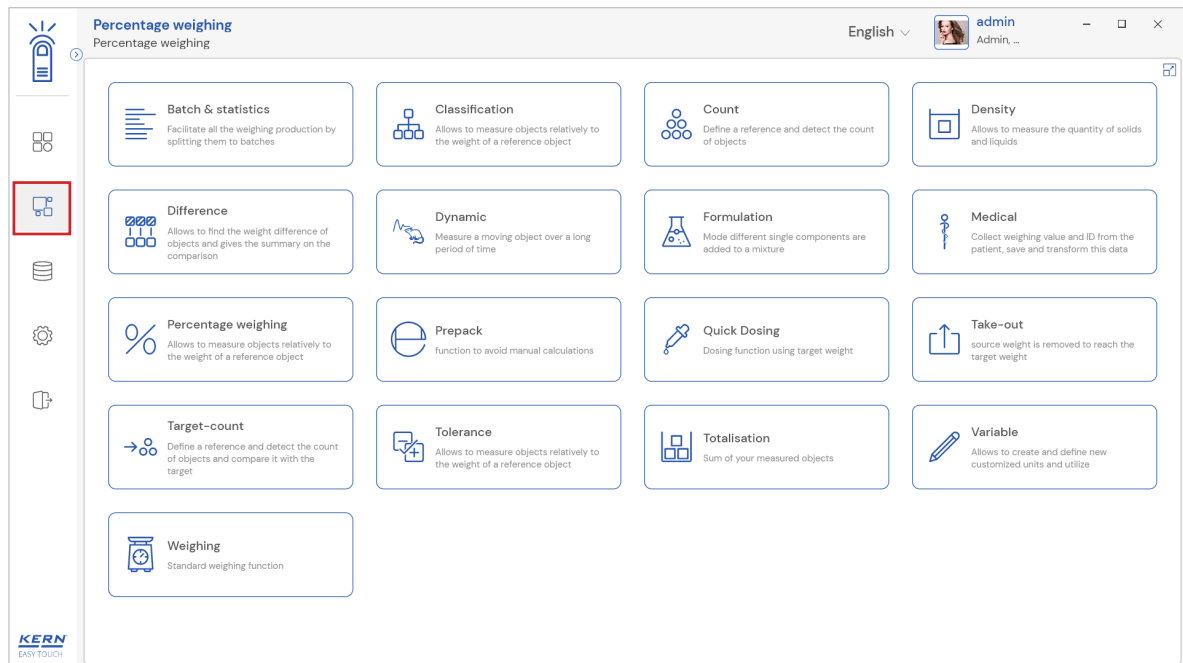 Percentage weighing
Percentage weighing
English
admin
Admin, ...
Batch & statistics
Facilitate all the weighing production by
splitting them to batches
Classification
Allows to measure objects relatively to
the weight of a reference object
Count
Define a reference and detect the count
of objects
Density
Allows to measure the quantity of solids
and liquids
Difference
Allows to find the weight difference of
objects and gives the summary on the
comparison
Dynamic
Measure a moving object over a long
period of time
Formulation
Mode different single components are
added to a mixture
Medical
Collect weighing value and ID from the
patient, save and transform this data
Percentage weighing
Allows to measure objects relatively to
the weight of a reference object
Prepack
function to avoid manual calculations
Quick Dosing
Dosing function using target weight
Take-out
source weight is removed to reach the
target weight
Target-count
Define a reference and detect the count
of objects and compare it with the
target
Tolerance
Allows to measure objects relatively to
the weight of a reference object
Totalisation
Sum of your measured objects
Variable
Allows to create and define new
customized units and utilize
Weighing
Standard weighing function
KERN
EASY TOUCH